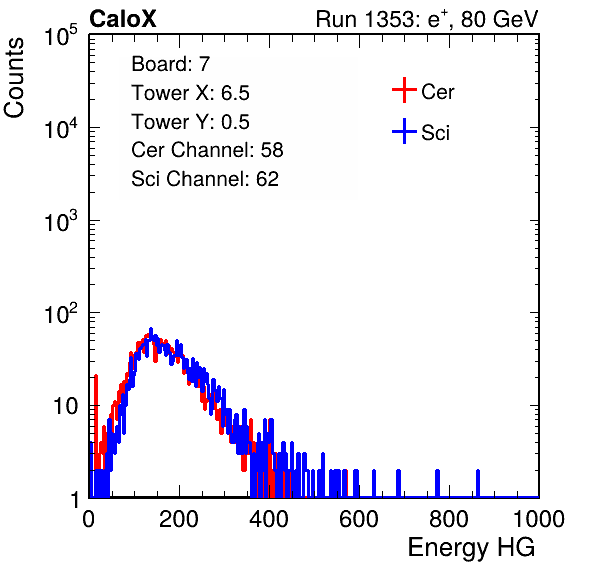 CaloX Run 1353: e+, 80 GeV
Counts
Board: 7
Tower X: 6.5
Tower Y: 0.5
Cer Channel: 58
Sci Channel: 62
Cer
Sci
10^5
10^4
10^3
10^2
10
1
0 200 400 600 800 1000
Energy HG